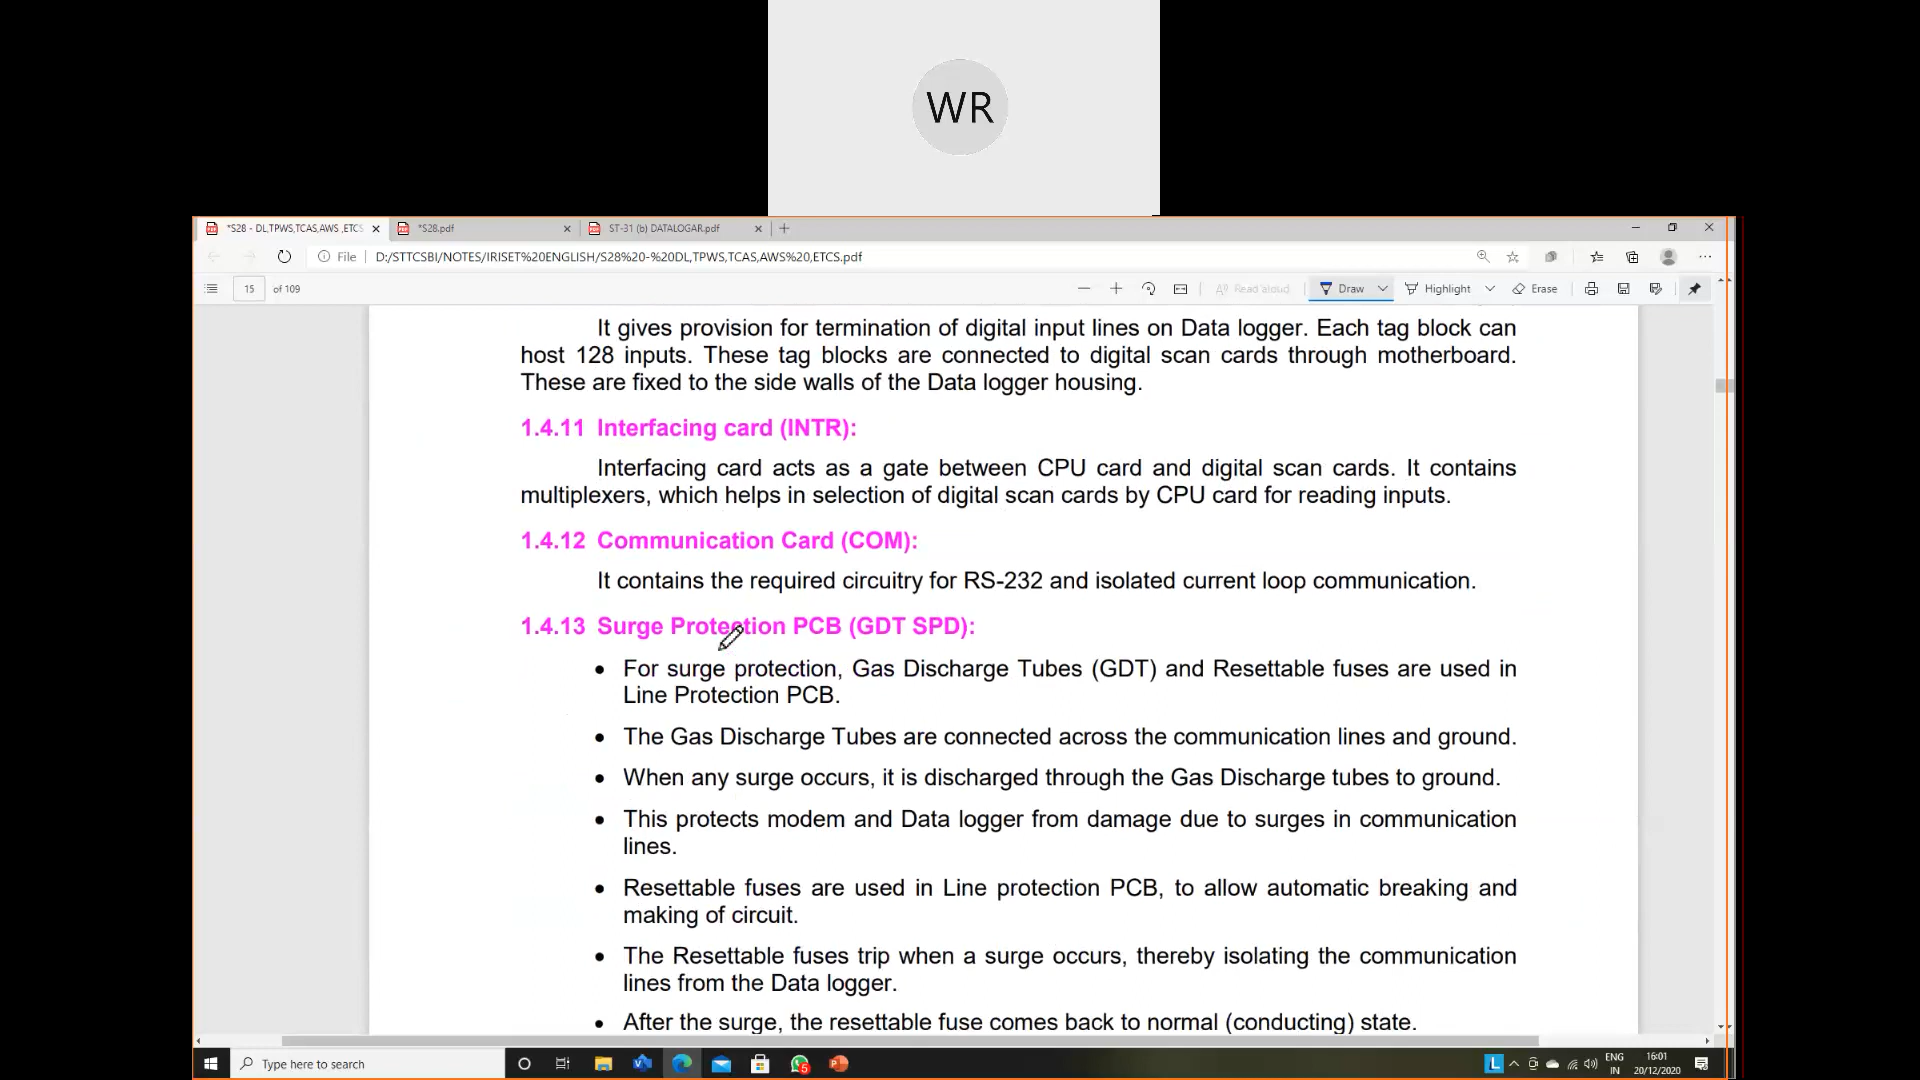 WR
*S28 - DL,TPWS,TCAS,AWS ,ETCS
*S28.pdf
ST-31 (b) DATALOGAR.pdf
File D:/STTCSBI/NOTES/IRISET%20ENGLISH/S28%20-%20DL,TPWS,TCAS,AWS%20,ETCS.pdf
15 of 109 Read aloud Draw Highlight Erase
It gives provision for termination of digital input lines on Data logger. Each tag block can
host 128 inputs. These tag blocks are connected to digital scan cards through motherboard.
These are fixed to the side walls of the Data logger housing.
1.4.11 Interfacing card (INTR):
Interfacing card acts as a gate between CPU card and digital scan cards. It contains
multiplexers, which helps in selection of digital scan cards by CPU card for reading inputs.
1.4.12 Communication Card (COM):
It contains the required circuitry for RS-232 and isolated current loop communication.
1.4.13 Surge Protection PCB (GDT SPD):
• For surge protection, Gas Discharge Tubes (GDT) and Resettable fuses are used in
Line Protection PCB.
• The Gas Discharge Tubes are connected across the communication lines and ground.
• When any surge occurs, it is discharged through the Gas Discharge tubes to ground.
• This protects modem and Data logger from damage due to surges in communication
lines.
• Resettable fuses are used in Line protection PCB, to allow automatic breaking and
making of circuit.
• The Resettable fuses trip when a surge occurs, thereby isolating the communication
lines from the Data logger.
• After the surge, the resettable fuse comes back to normal (conducting) state.
Type here to search
5
L
ENG
IN
16:01
20/12/2020